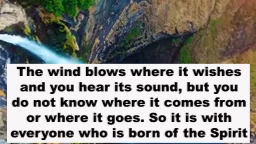 The wind blows where it wishes
and you hear its sound, but you
do not know where it comes from
or where it goes. So it is with
everyone who is born of the Spirit